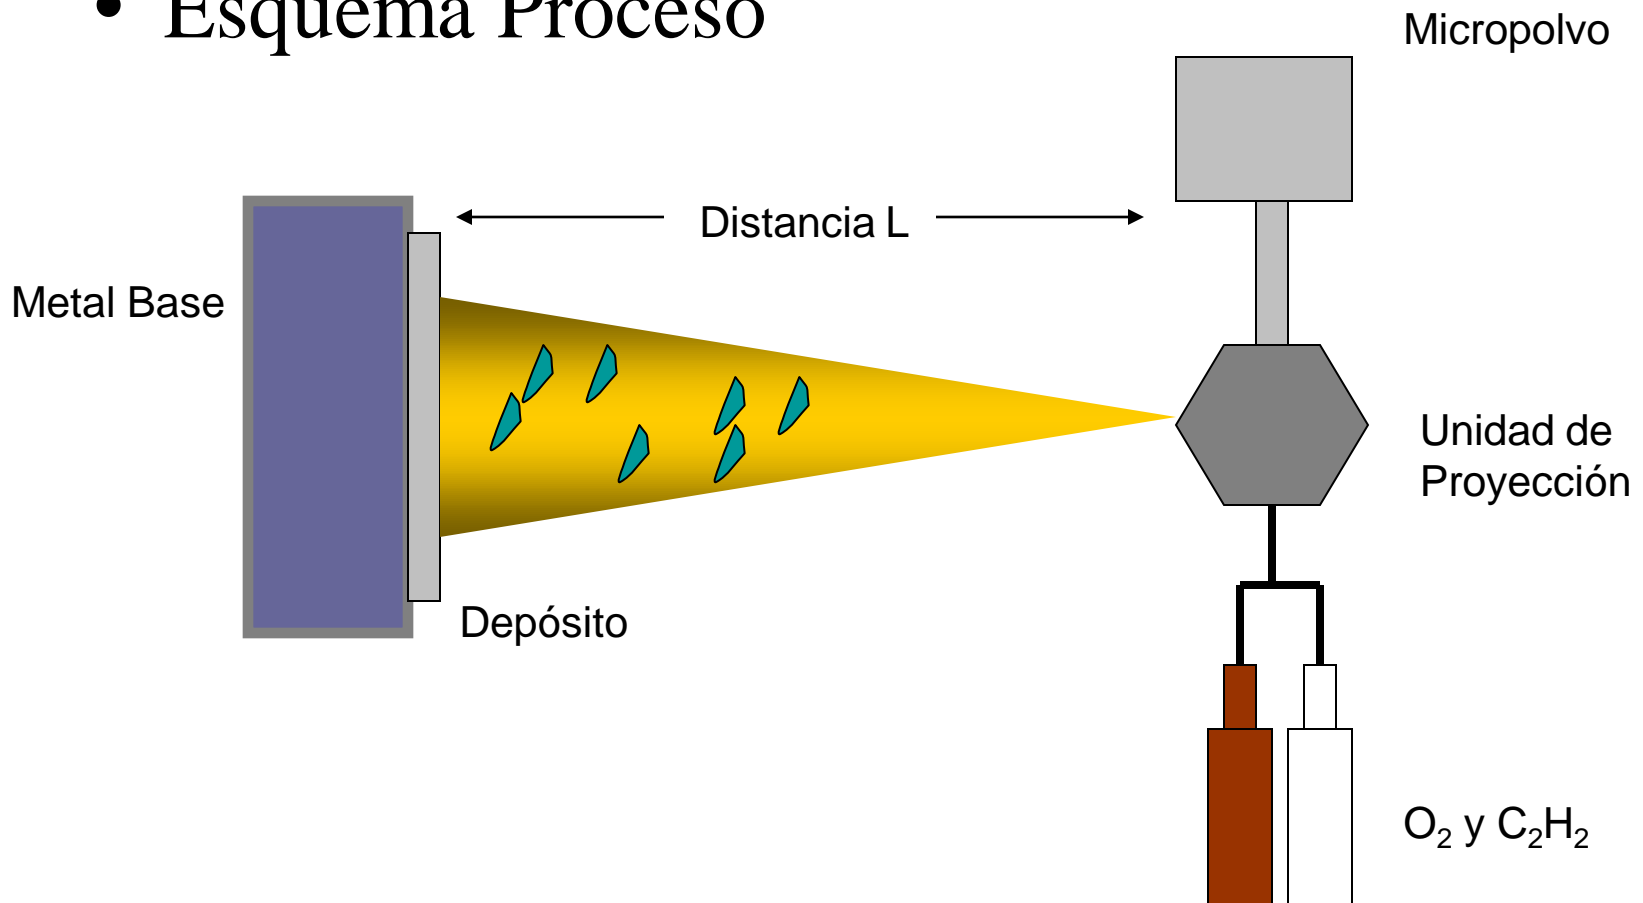 • Esquema Proceso
Micropolvo
Distancia L
Metal Base
Unidad de
Proyección
Depósito
O₂ y C₂H₂